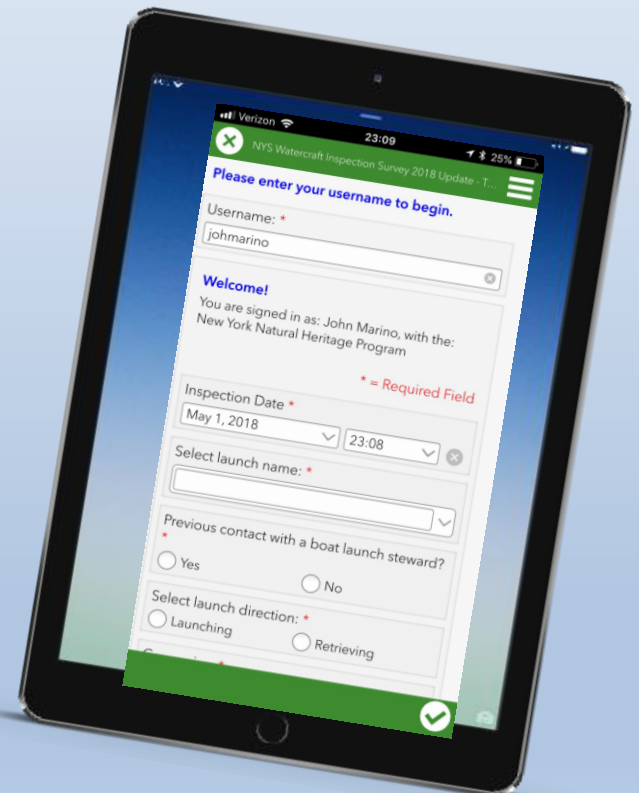 Verizon 23:09 25%
NYS Watercraft Inspection Survey 2018 Update - T...
Please enter your username to begin.
Username: *
johmarino
Welcome!
You are signed in as: John Marino, with the:
New York Natural Heritage Program
* = Required Field
Inspection Date *
May 1, 2018 23:08
Select launch name: *
Previous contact with a boat launch steward?
*
Yes No
Select launch direction: *
Launching Retrieving